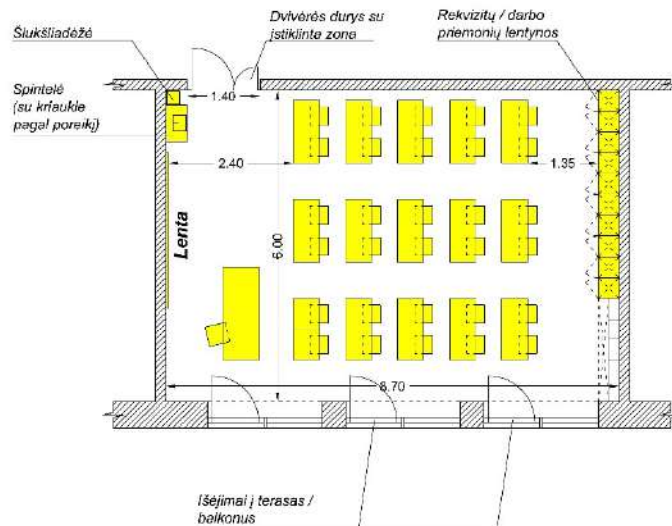 Šiukšliadėžė
Dvivėrės durys su
įstiklinta zona
Rekvizitų / darbo
priemonių lentynos
Spintelė
(su kriaukle
pagal poreikį)
1.40
2.40
1.35
Lenta
6.00
8.70
Išėjimai į terasas /
balkonus